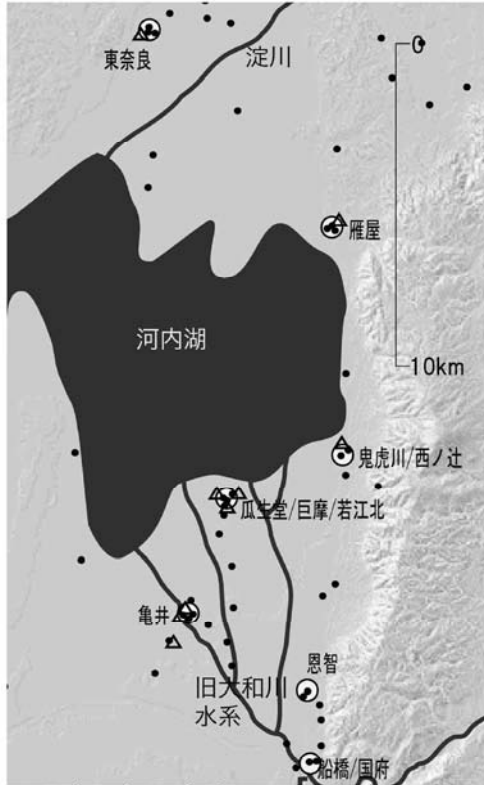 淀川
0
東奈良
雁屋
河内湖
10km
鬼虎川/西ノ辻
瓜生堂/巨摩/若江北
亀井
恩智
旧大和川
水系
船橋/国府